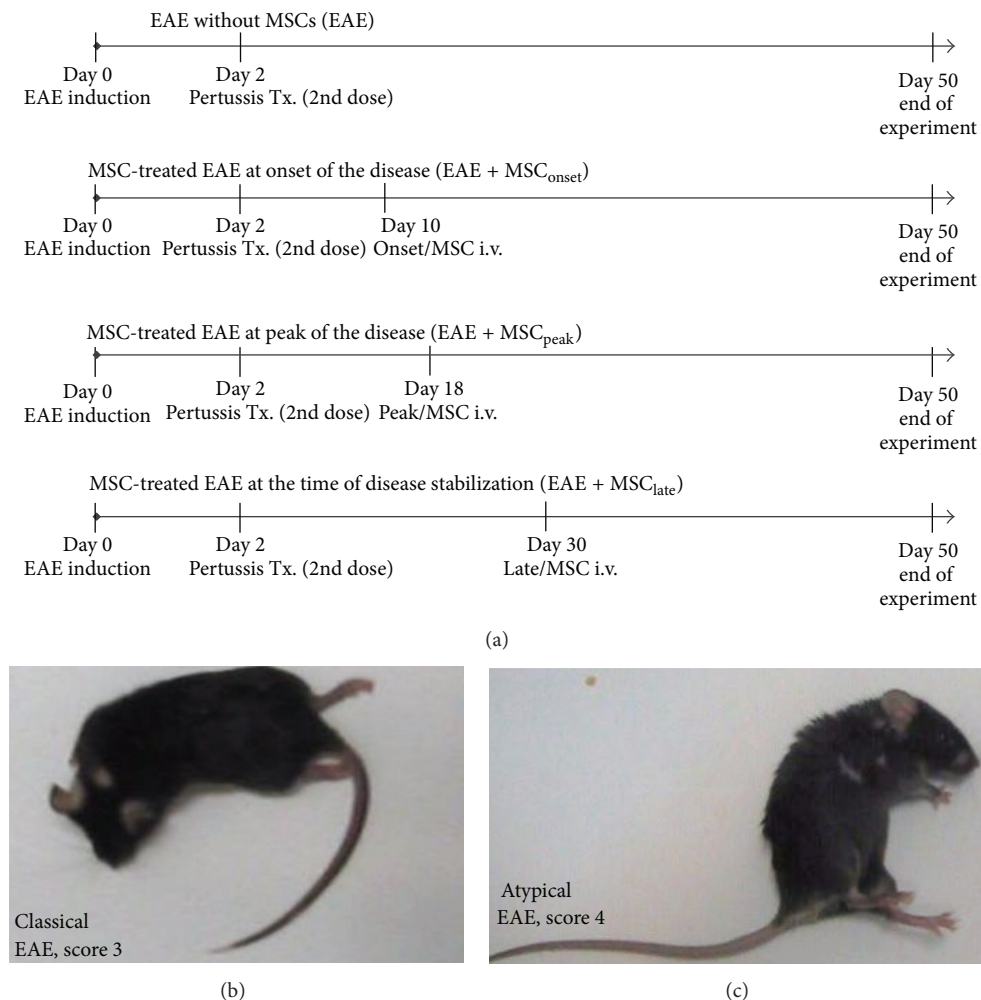 EAE without MSCs (EAE)
Day 0
EAE induction
Day 2
Pertussis Tx. (2nd dose)
Day 50
end of
experiment
MSC-treated EAE at onset of the disease (EAE + MSConset)
Day 0
EAE induction
Day 2
Pertussis Tx. (2nd dose)
Day 10
Onset/MSC i.v.
Day 50
end of
experiment
MSC-treated EAE at peak of the disease (EAE + MSCpeak)
Day 0
EAE induction
Day 2
Pertussis Tx. (2nd dose)
Day 18
Peak/MSC i.v.
Day 50
end of
experiment
MSC-treated EAE at the time of disease stabilization (EAE + MSClate)
Day 0
EAE induction
Day 2
Pertussis Tx. (2nd dose)
Day 30
Late/MSC i.v.
Day 50
end of
experiment
(a)
Classical
EAE, score 3
(b)
Atypical
EAE, score 4
(c)